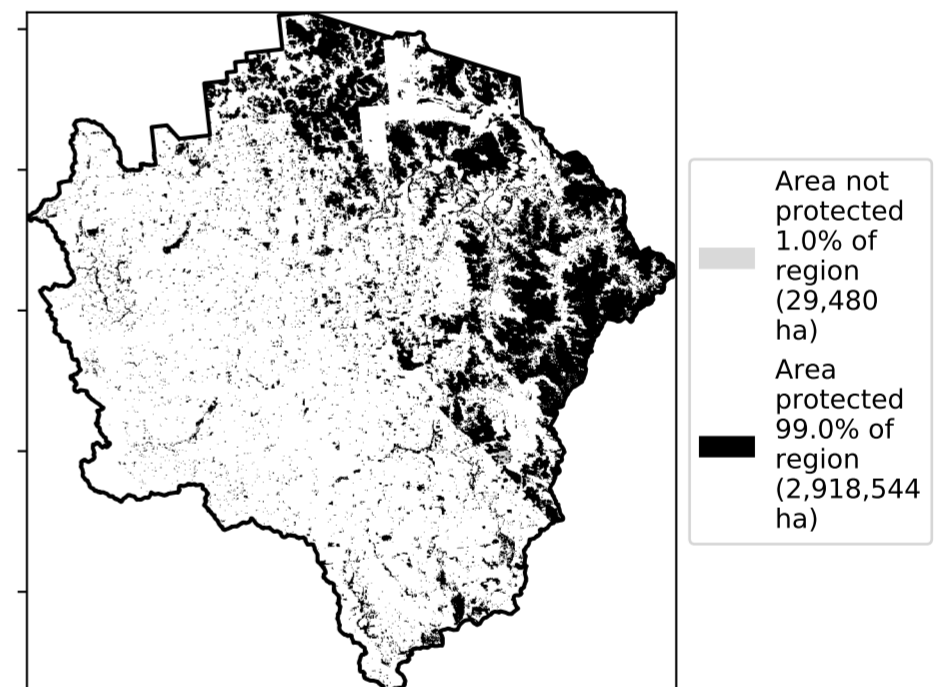 Area not
protected
1.0% of
region
(29,480
ha)
Area
protected
99.0% of
region
(2,918,544
ha)